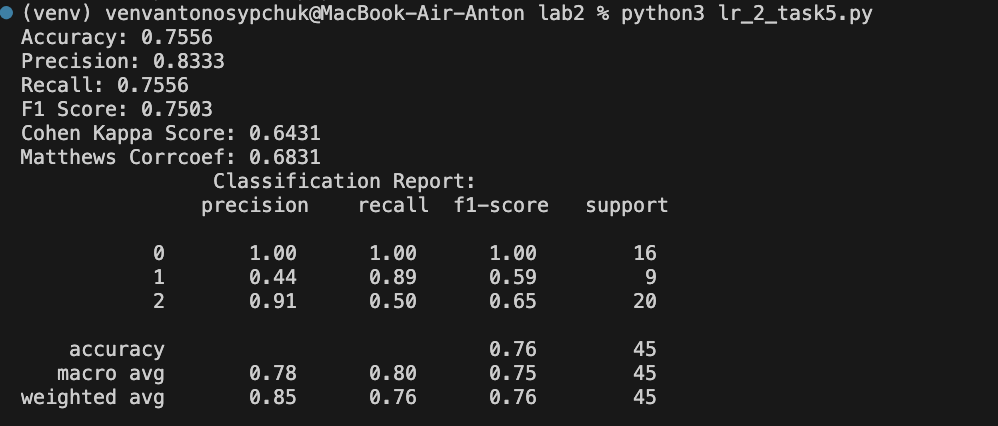 (venv) venvantonosypchuk@MacBook-Air-Anton lab2 % python3 lr_2_task5.py
Accuracy: 0.7556
Precision: 0.8333
Recall: 0.7556
F1 Score: 0.7503
Cohen Kappa Score: 0.6431
Matthews Corrcoef: 0.6831
Classification Report:
precision recall f1-score support
0 1.00 1.00 1.00 16
1 0.44 0.89 0.59 9
2 0.91 0.50 0.65 20
accuracy 0.76 45
macro avg 0.78 0.80 0.75 45
weighted avg 0.85 0.76 0.76 45